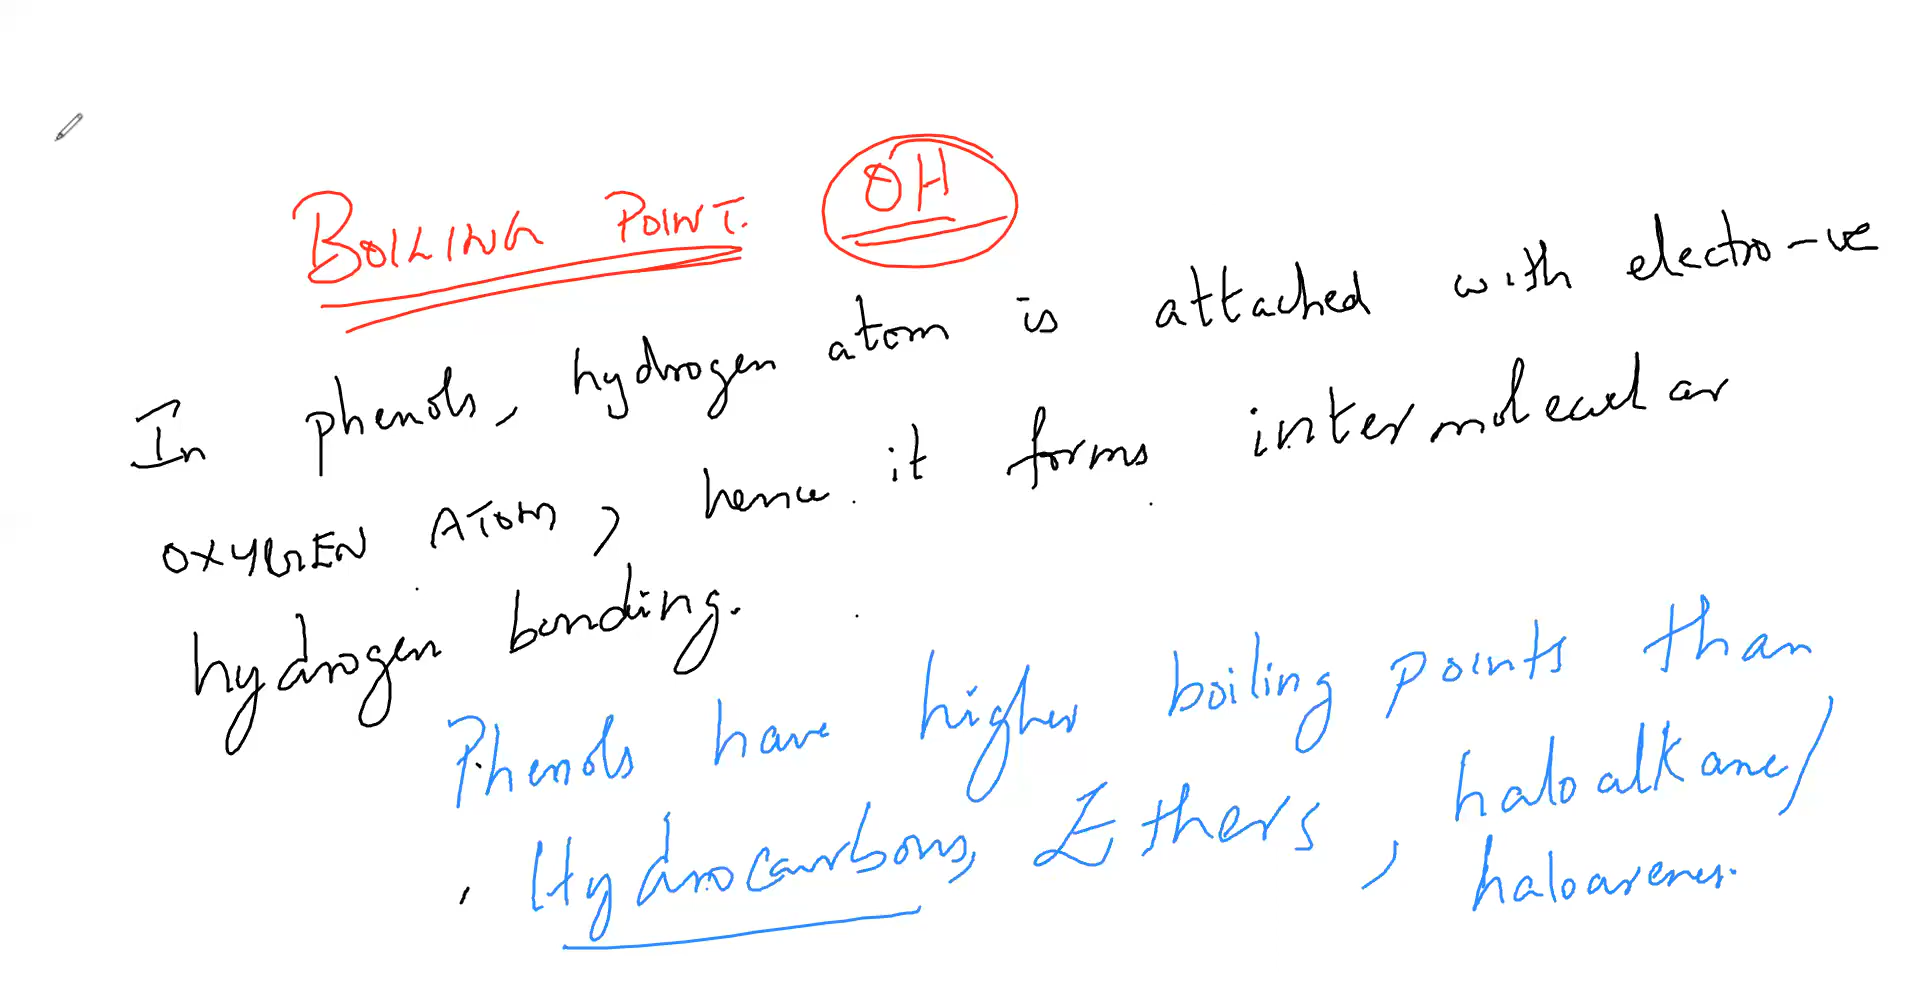 BOILING POINT. OH
In phenols, hydrogen atom is attached with electro-ve
OXYGEN ATOM, hence it forms intermolecular
hydrogen bonding.
Phenols have higher boiling points than
Hydrocarbons, Ethers, haloalkane/
haloarenes.